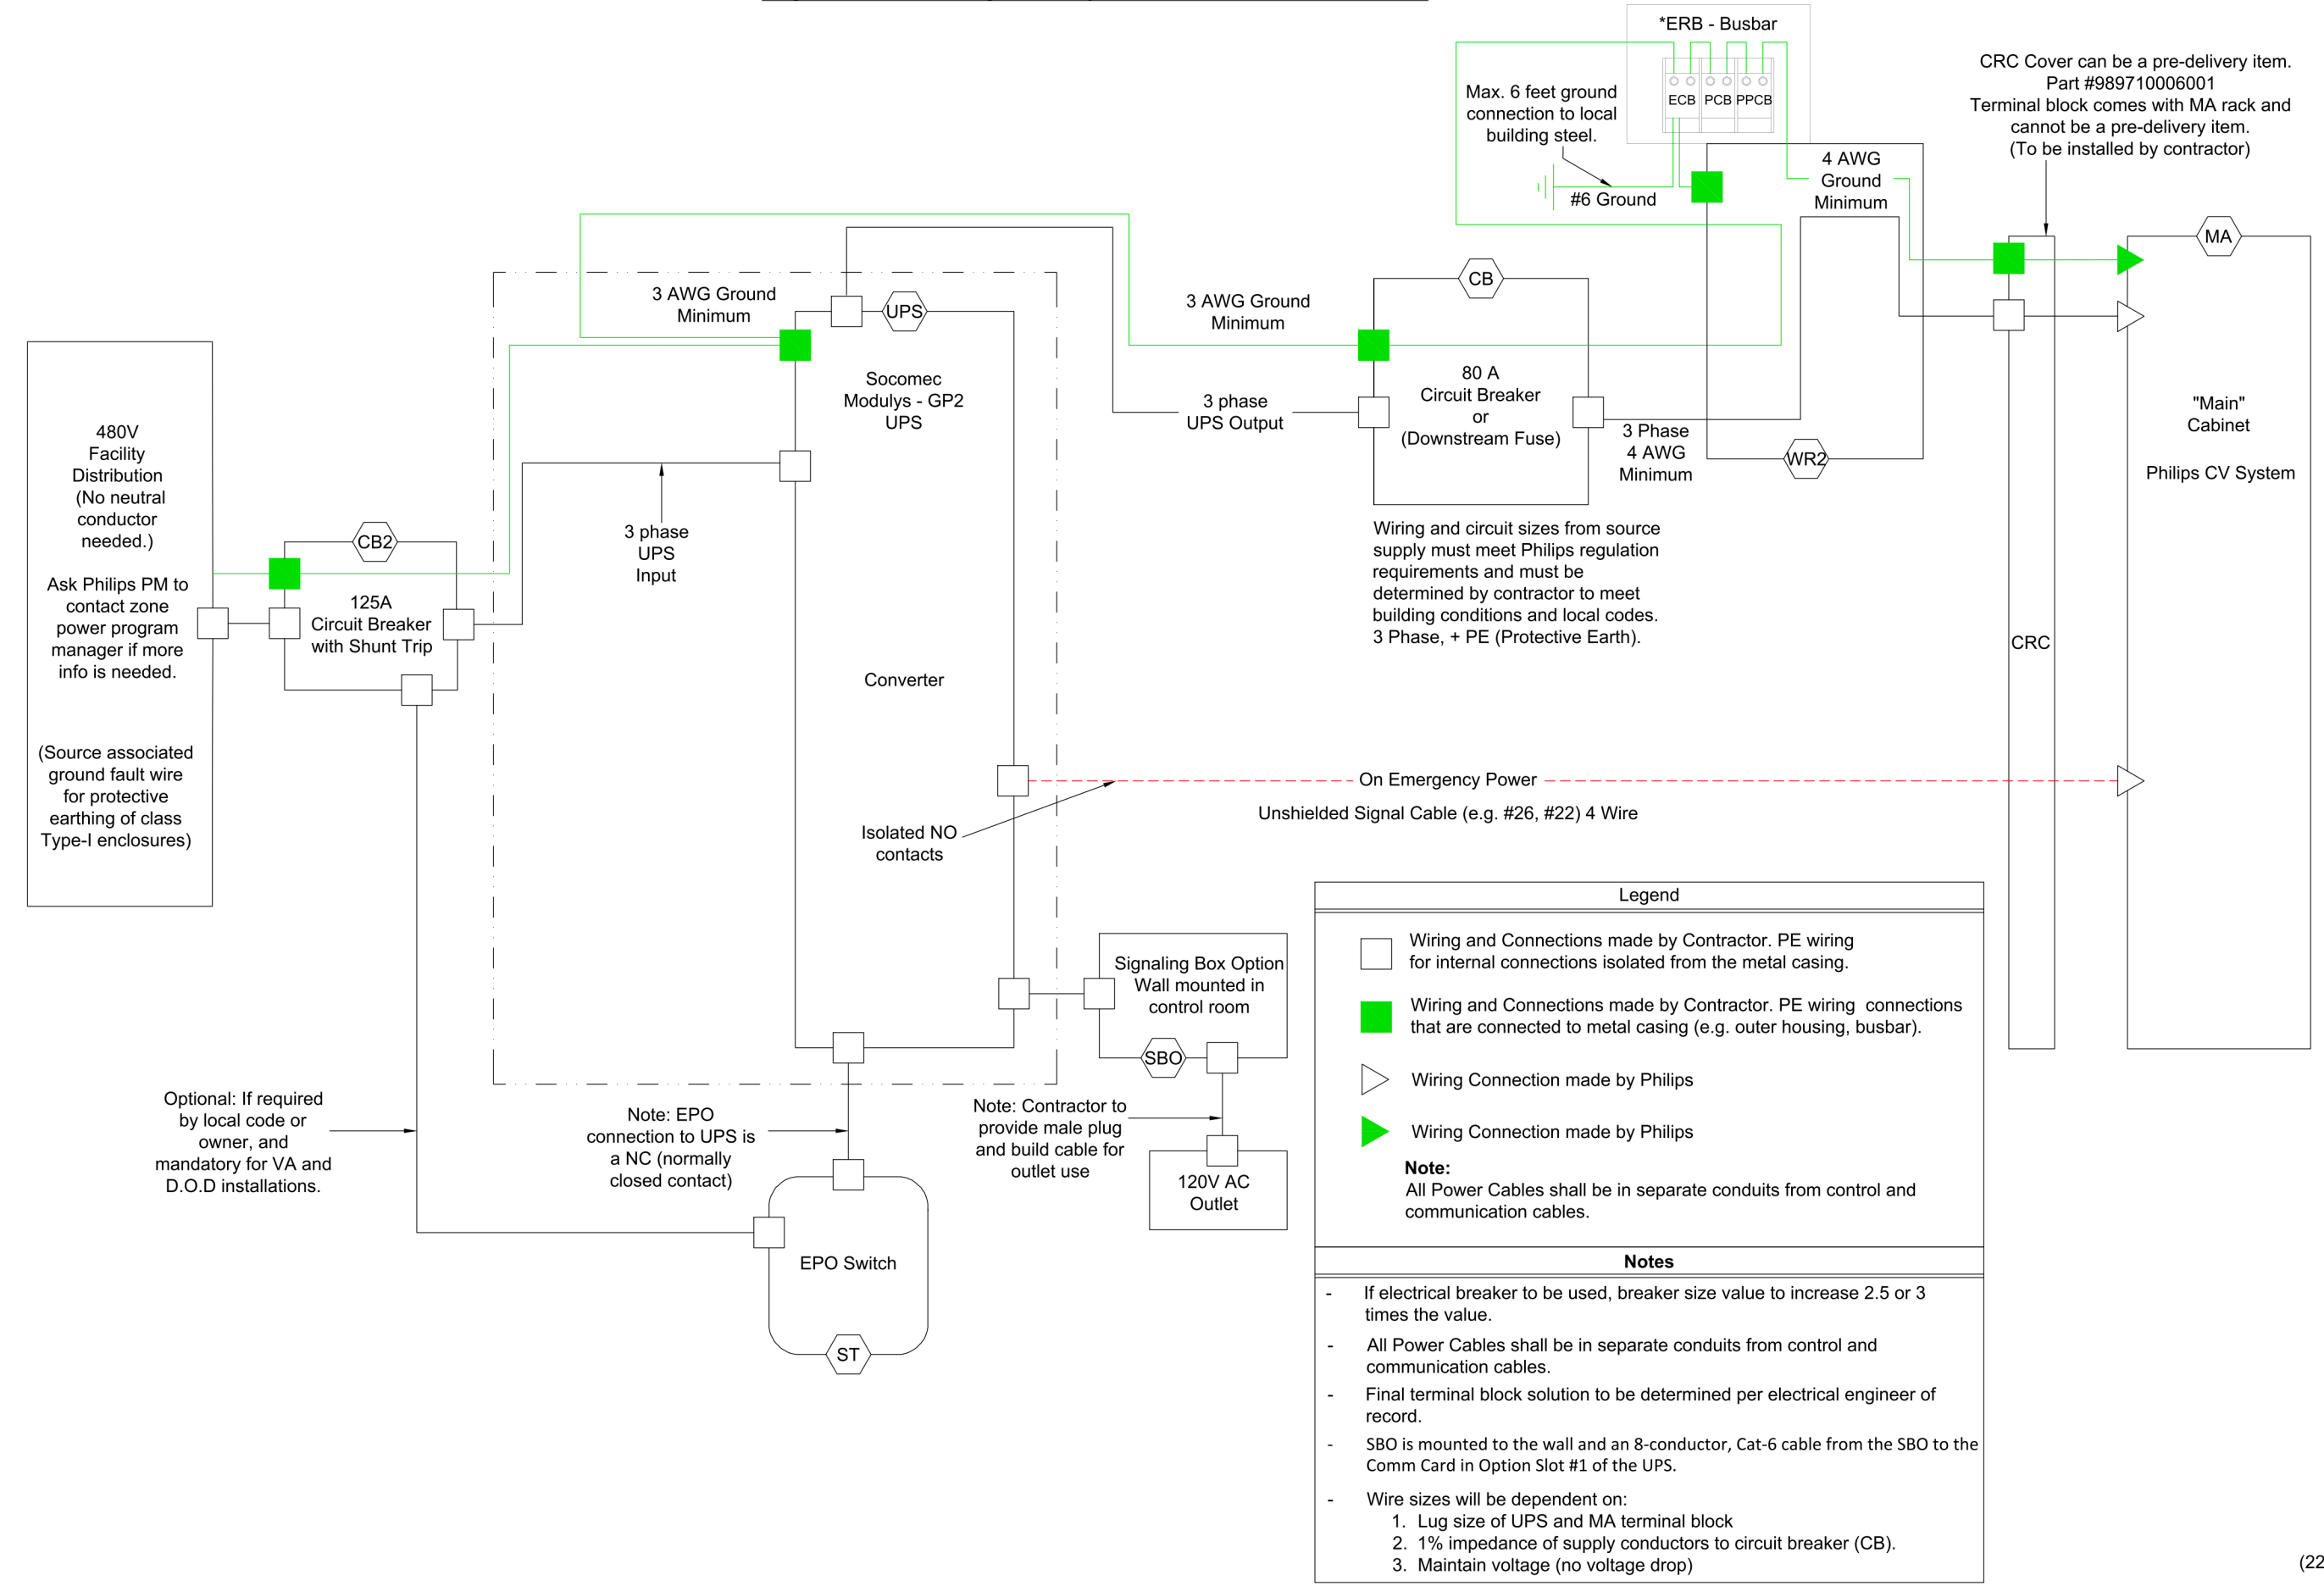 *ERB - Busbar
ECB
PCB
PPCB
CRC Cover can be a pre-delivery item.
Part #989710006001
Terminal block comes with MA rack and
cannot be a pre-delivery item.
(To be installed by contractor)
Max. 6 feet ground
connection to local
building steel.
#6 Ground
4 AWG
Ground
Minimum
MA
3 AWG Ground
Minimum
UPS
3 AWG Ground
Minimum
CB
Socomec
Modulys - GP2
UPS
80 A
Circuit Breaker
or
(Downstream Fuse)
3 phase
UPS Output
3 Phase
4 AWG
Minimum
WR2
"Main"
Cabinet
Philips CV System
480V
Facility
Distribution
(No neutral
conductor
needed.)
Ask Philips PM to
contact zone
power program
manager if more
info is needed.
(Source associated
ground fault wire
for protective
earthing of class
Type-I enclosures)
CB2
125A
Circuit Breaker
with Shunt Trip
3 phase
UPS
Input
Wiring and circuit sizes from source
supply must meet Philips regulation
requirements and must be
determined by contractor to meet
building conditions and local codes.
3 Phase, + PE (Protective Earth).
CRC
Converter
On Emergency Power
Unshielded Signal Cable (e.g. #26, #22) 4 Wire
Isolated NO
contacts
Signaling Box Option
Wall mounted in
control room
SBO
Note: Contractor to
provide male plug
and build cable for
outlet use
120V AC
Outlet
Optional: If required
by local code or
owner, and
mandatory for VA and
D.O.D installations.
Note: EPO
connection to UPS is
a NC (normally
closed contact)
EPO Switch
ST
Legend
Wiring and Connections made by Contractor. PE wiring
for internal connections isolated from the metal casing.
Wiring and Connections made by Contractor. PE wiring connections
that are connected to metal casing (e.g. outer housing, busbar).
Wiring Connection made by Philips
Wiring Connection made by Philips
Note:
All Power Cables shall be in separate conduits from control and
communication cables.
Notes
- If electrical breaker to be used, breaker size value to increase 2.5 or 3
times the value.
- All Power Cables shall be in separate conduits from control and
communication cables.
- Final terminal block solution to be determined per electrical engineer of
record.
- SBO is mounted to the wall and an 8-conductor, Cat-6 cable from the SBO to the
Comm Card in Option Slot #1 of the UPS.
- Wire sizes will be dependent on:
1. Lug size of UPS and MA terminal block
2. 1% impedance of supply conductors to circuit breaker (CB).
3. Maintain voltage (no voltage drop)
(22